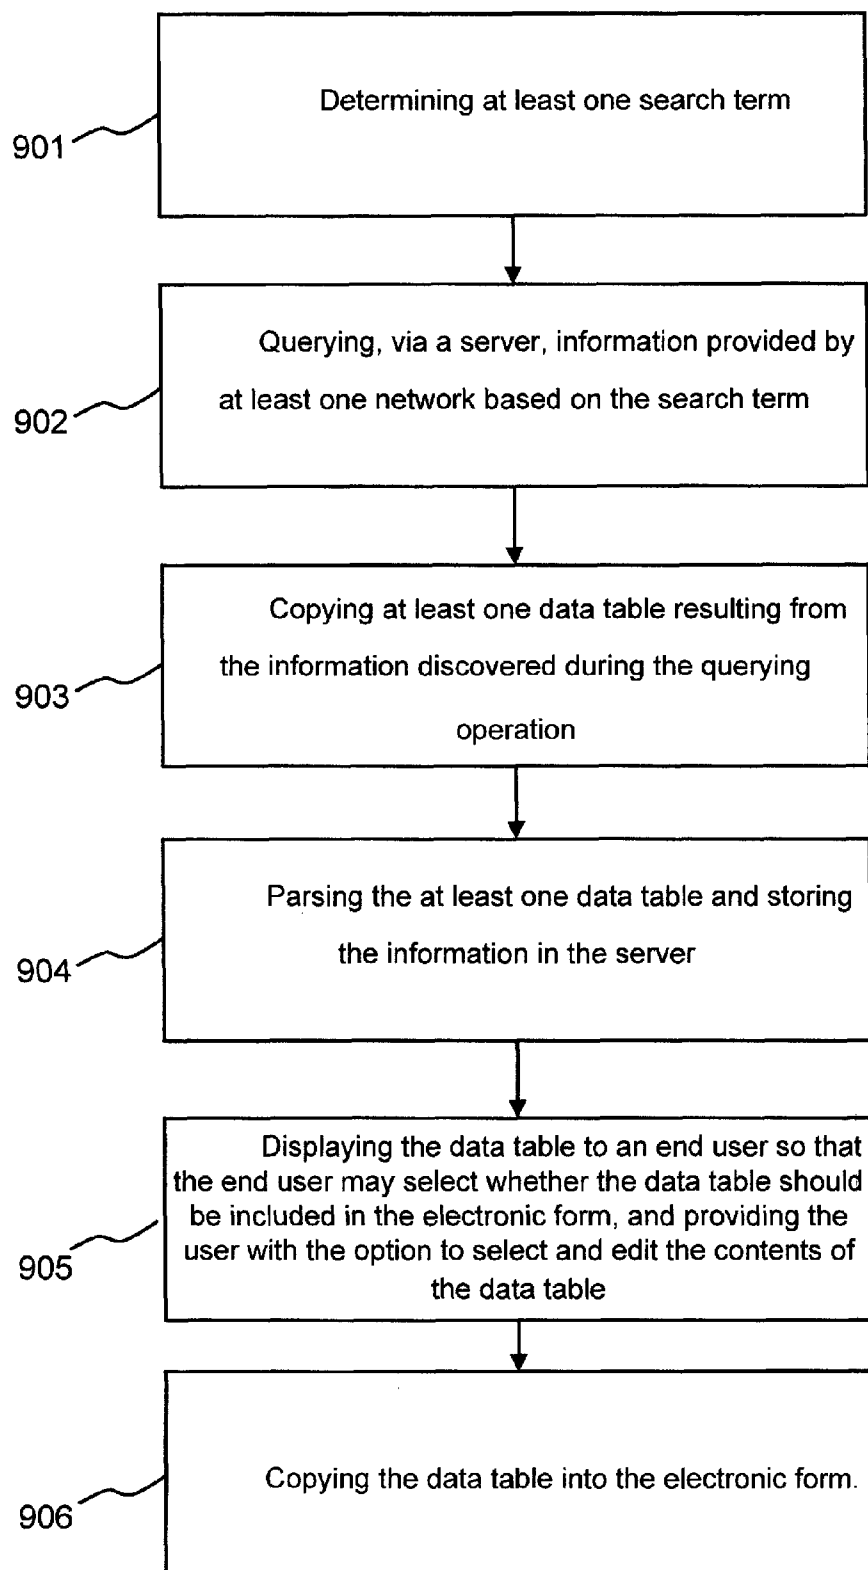 Determining at least one search term
901
Querying, via a server, information provided by
at least one network based on the search term
902
Copying at least one data table resulting from
the information discovered during the querying
operation
903
Parsing the at least one data table and storing
the information in the server
904
Displaying the data table to an end user so that
the end user may select whether the data table should
be included in the electronic form, and providing the
user with the option to select and edit the contents of
the data table
905
Copying the data table into the electronic form.
906